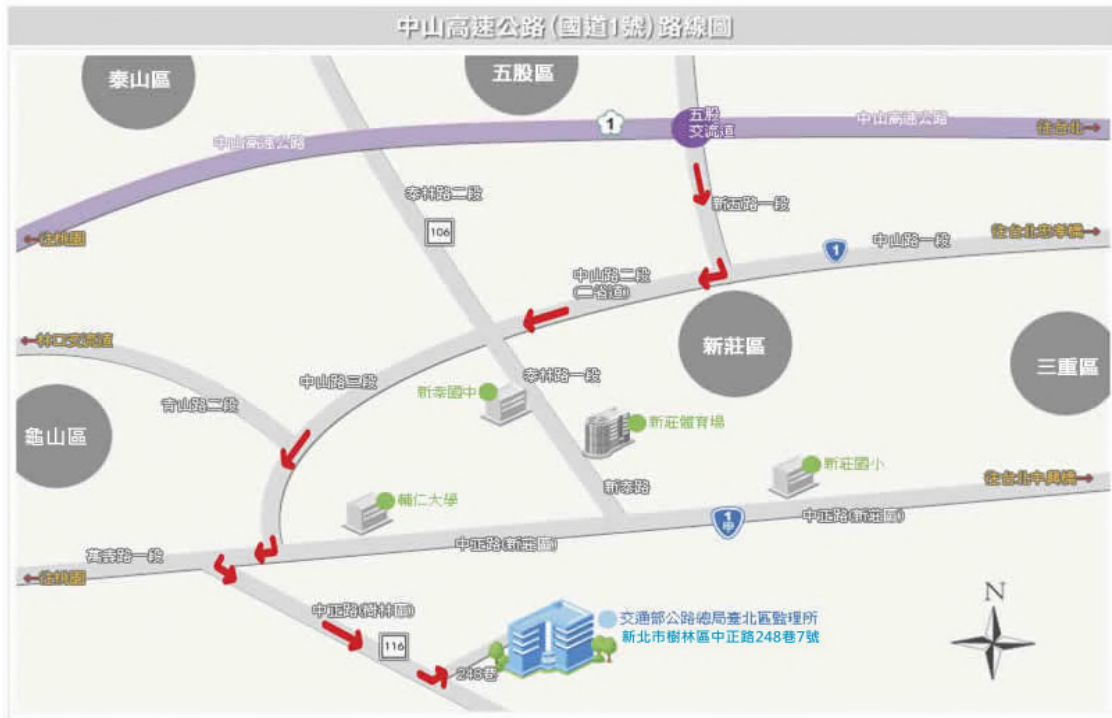 中山高速公路(國道1號)路線圖
泰山區
五股區
五股
交流道
1
中山高速公路
中山高速公路
往台北→
泰林路二段
新五路一段
106
←往桃園
中山路一段
往台北忠孝橋→
1
中山路二段
(二省道)
←林口交流道
新莊區
三重區
中山路三段
泰林路一段
新泰國中
青山路二段
新莊體育場
龜山區
新莊國小
新泰路
往台北中興橋→
輔仁大學
1
甲
中正路(新莊區)
中正路(新莊區)
萬壽路一段
←往桃園
中正路(樹林區)
交通部公路總局臺北區監理所
新北市樹林區中正路248巷7號
116
248巷
N